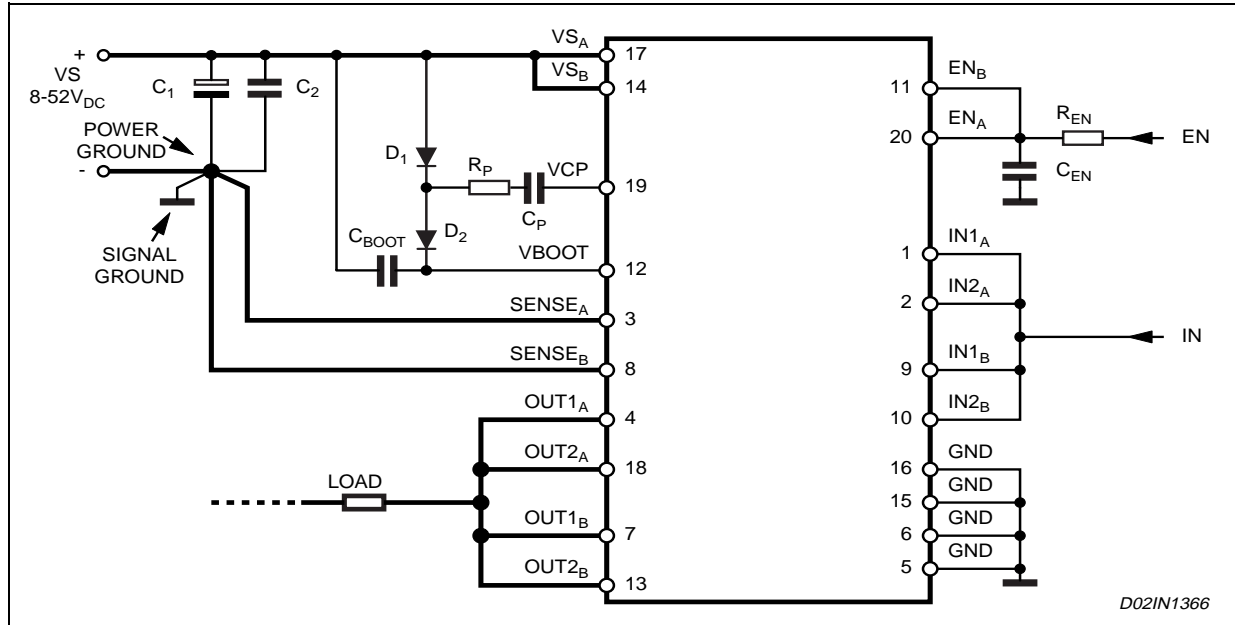 +
VS
8-52VDC
C1
C2
POWER
GROUND
-
SIGNAL
GROUND
D1
RP
VCP
CP
CBOOT
D2
VBOOT
VSA
17
VSB
14
19
12
SENSEA
3
SENSEB
8
OUT1A
4
OUT2A
18
LOAD
OUT1B
7
OUT2B
13
ENB
11
ENA
20
REN
EN
CEN
IN1A
1
IN2A
2
IN
IN1B
9
IN2B
10
GND
16
GND
15
GND
6
GND
5
D02IN1366